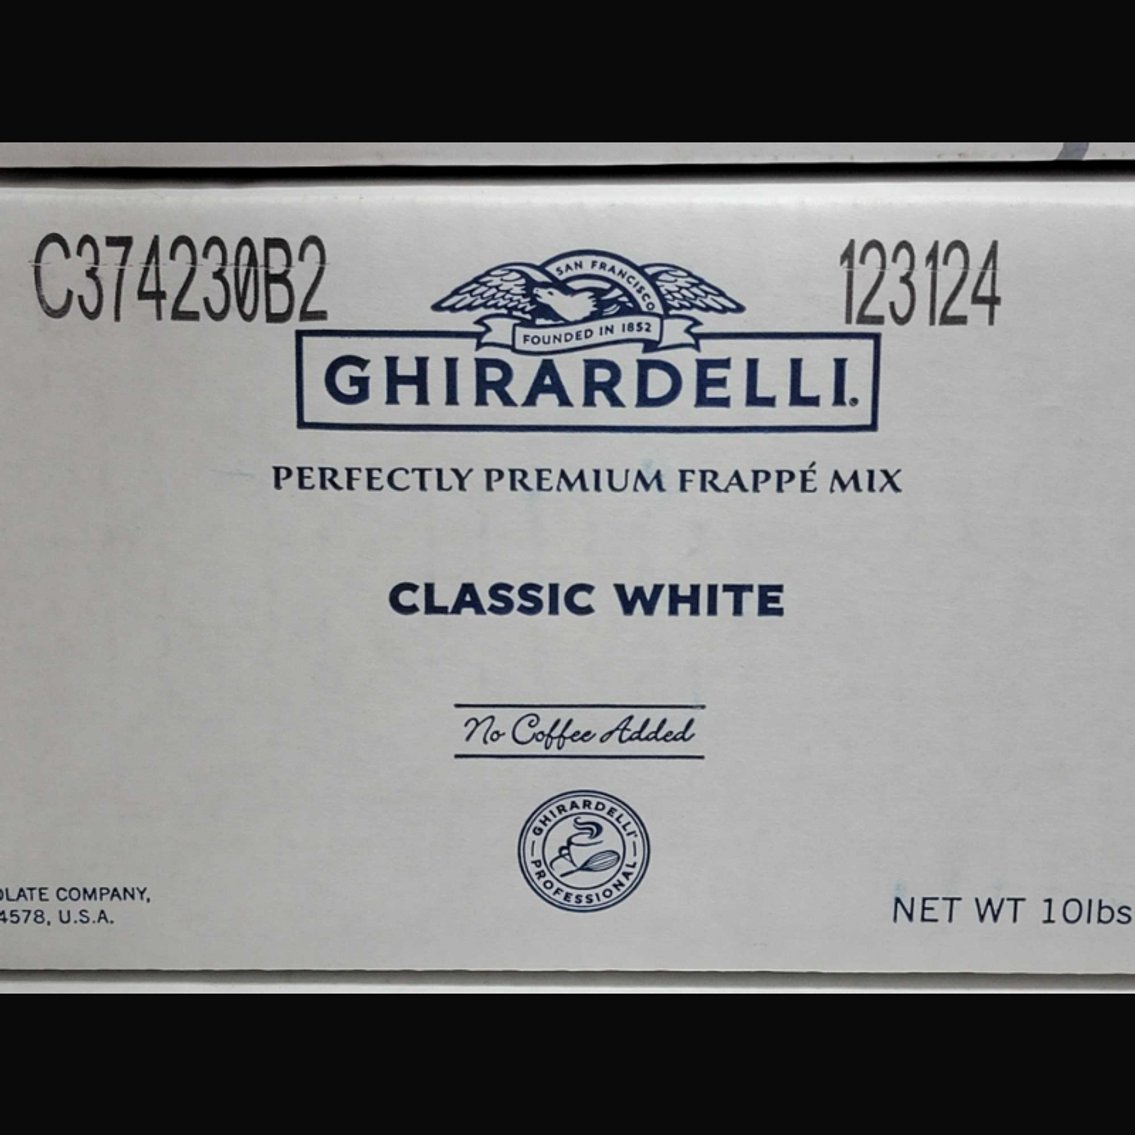 C374230B2
123124
SAN FRANCISCO
FOUNDED IN 1852
GHIRARDELLI®
PERFECTLY PREMIUM FRAPPÉ MIX
CLASSIC WHITE
No Coffee Added
GHIRARDELLI®
PROFESSIONAL
OLATE COMPANY,
4578, U.S.A.
NET WT 10lbs